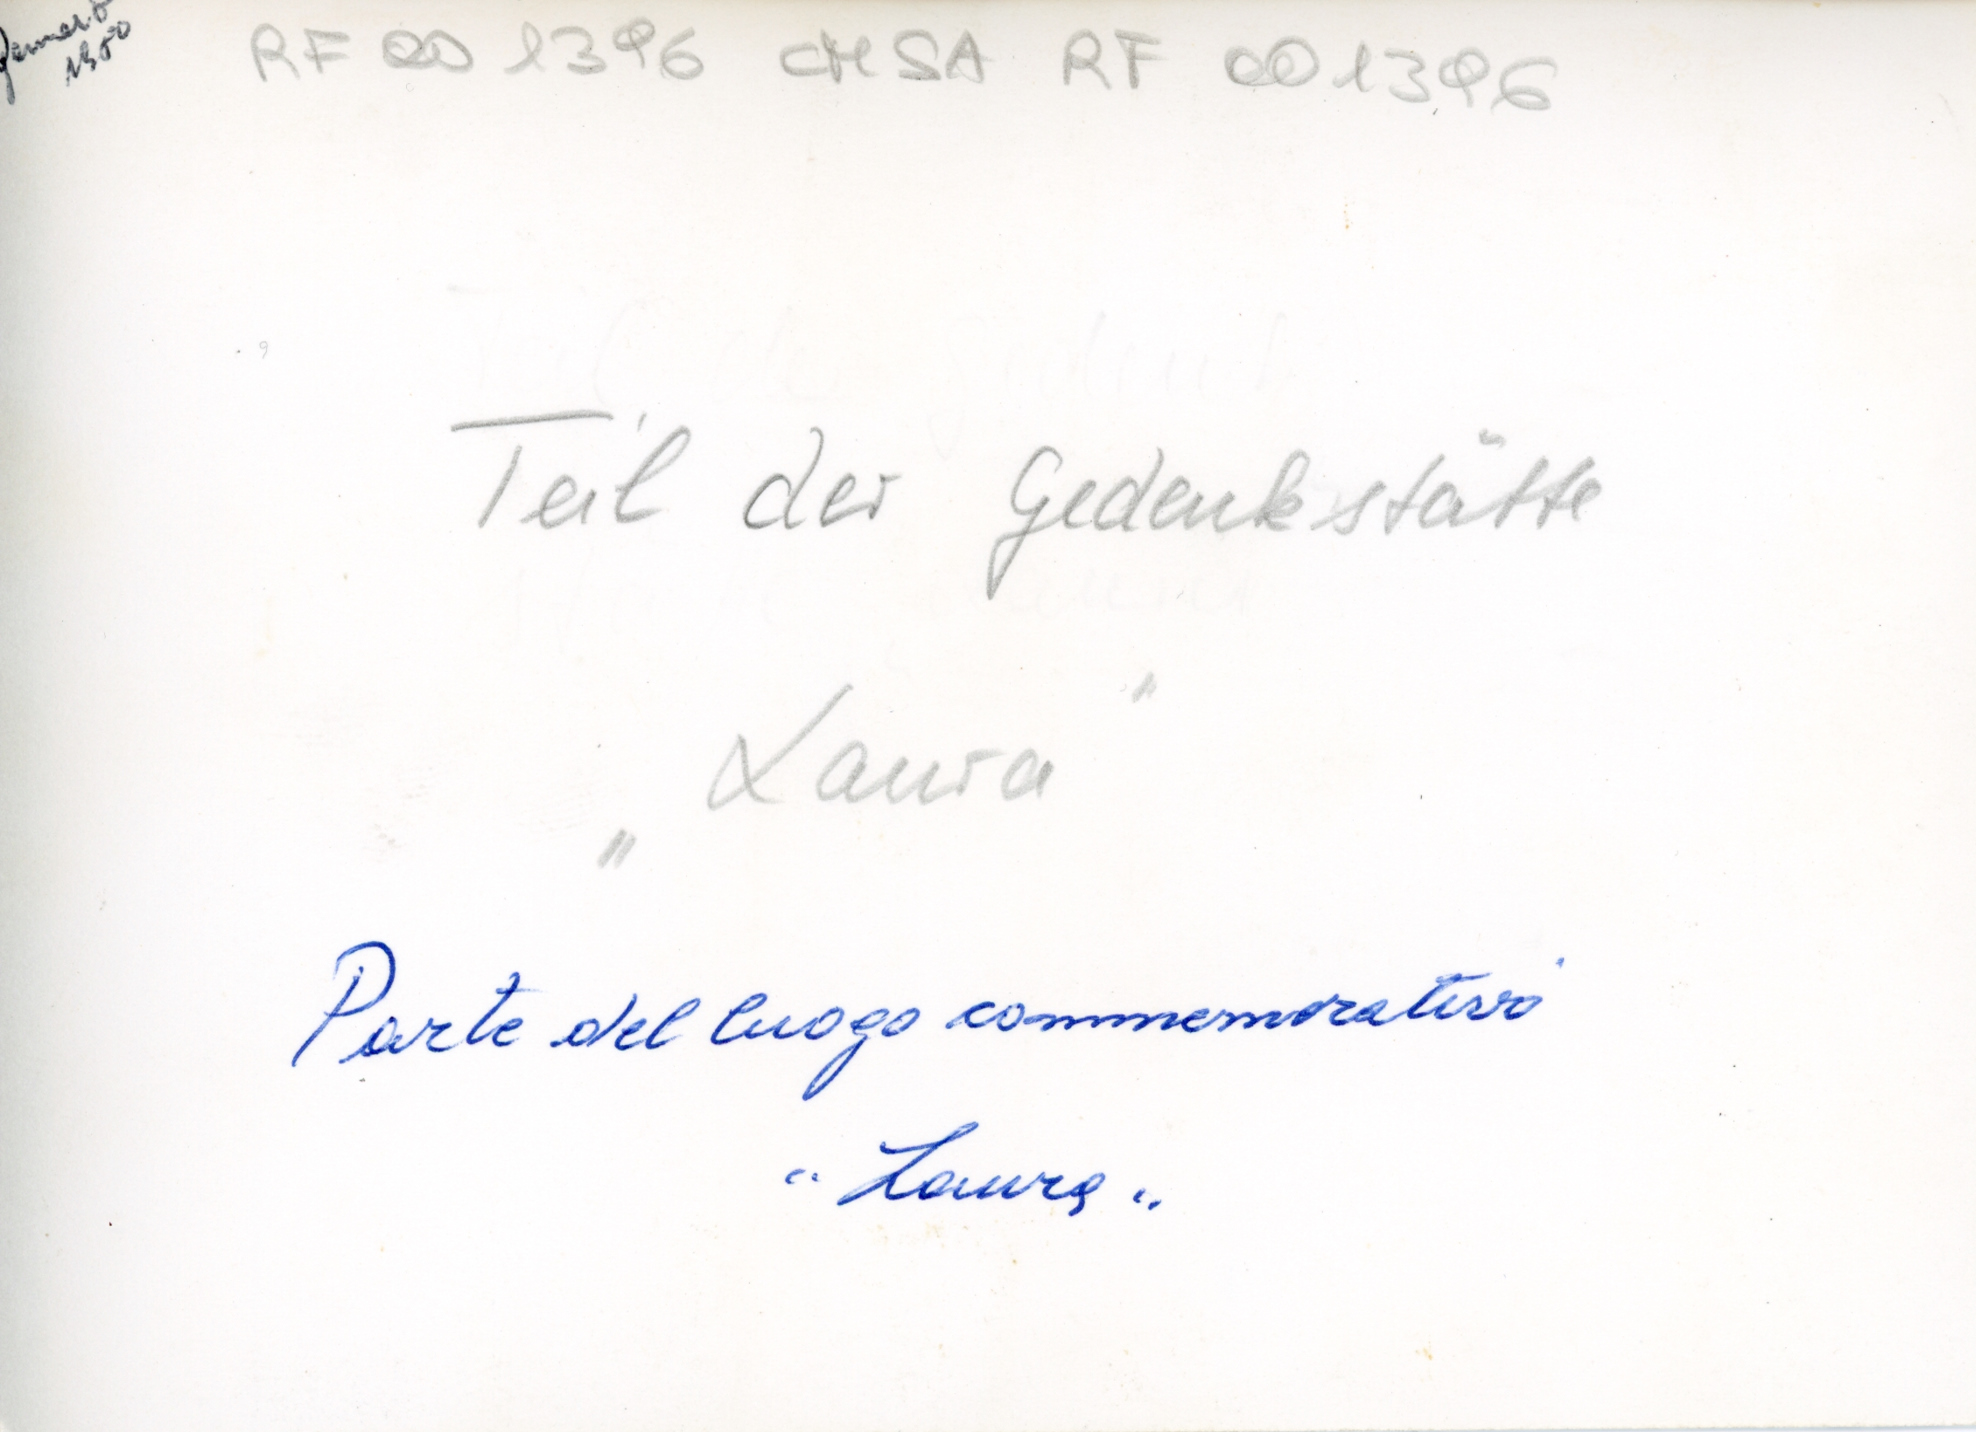 RF 001396 CHSA RF 001396
Teil der Gedenkstätte
„Laura"
Parte del luogo commemorativo
"Laura"